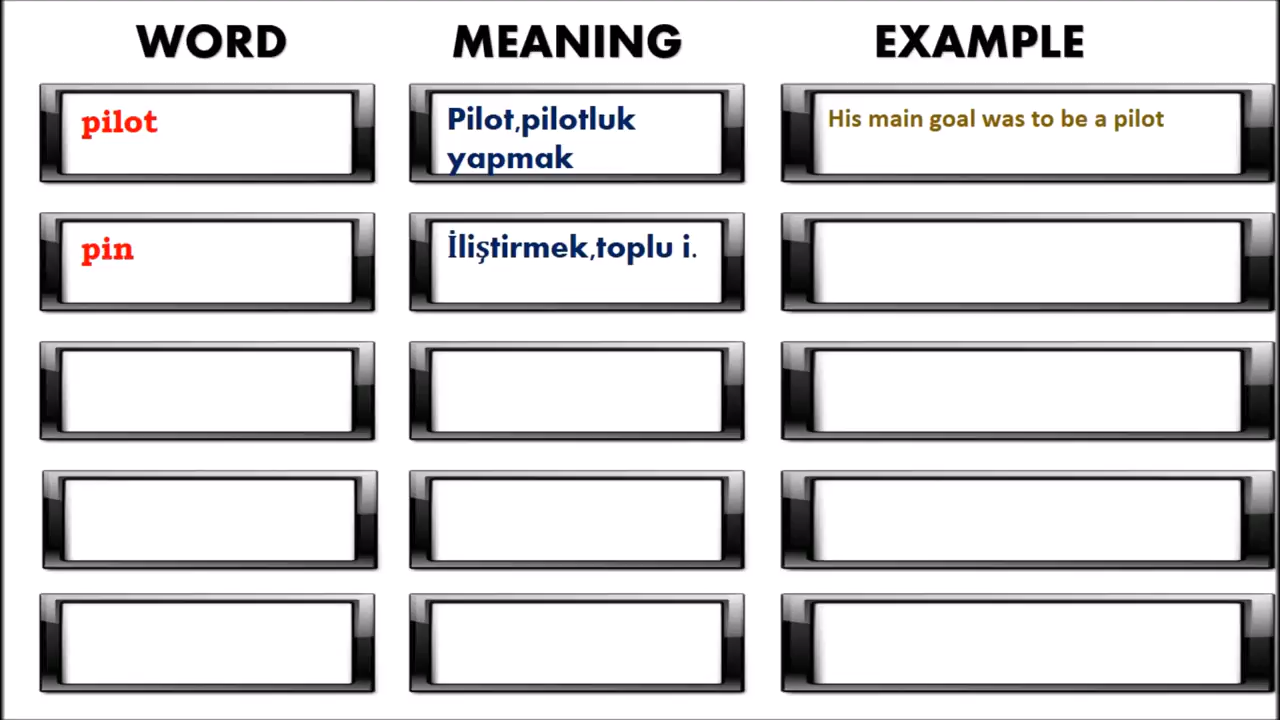 WORD MEANING EXAMPLE
pilot
Pilot,pilotluk
yapmak
His main goal was to be a pilot
pin
İliştirmek,toplu i.